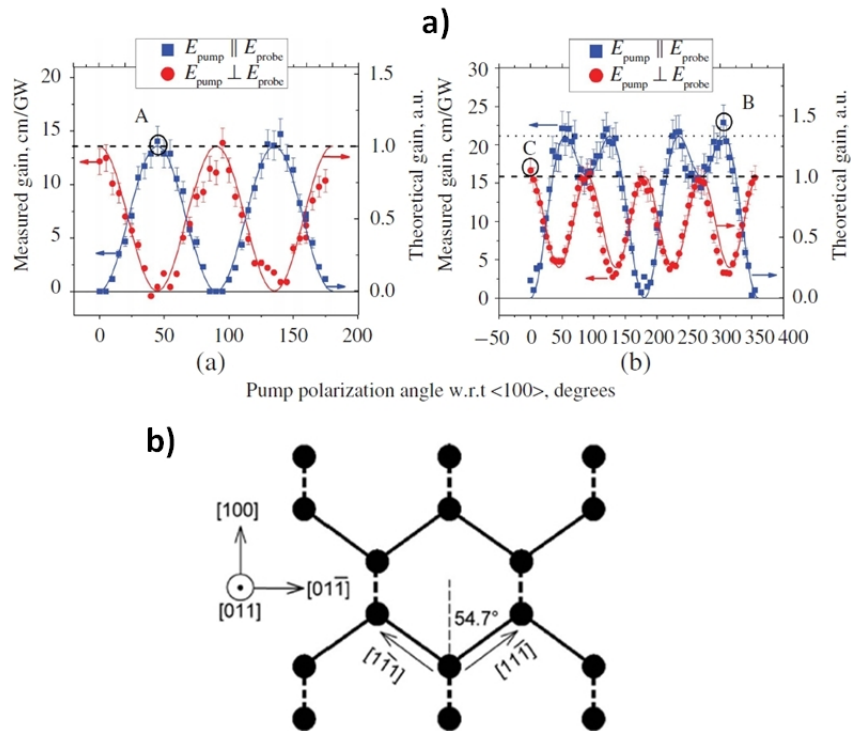 a)
E_pump ∥ E_probe
E_pump ⊥ E_probe
Measured gain, cm/GW
20
15
10
5
0
A
1.5
1.0
0.5
0.0
Theoretical gain, a.u.
0 50 100 150 200
(a)
E_pump ∥ E_probe
E_pump ⊥ E_probe
Measured gain, cm/GW
30
25
20
15
10
5
0
C
B
1.5
1.0
0.5
0.0
Theoretical gain, a.u.
−50 0 50 100 150 200 250 300 350 400
(b)
Pump polarization angle w.r.t <100>, degrees
b)
[100]
[011̄]
[011]
54.7°
[11̄1]
[111̄]